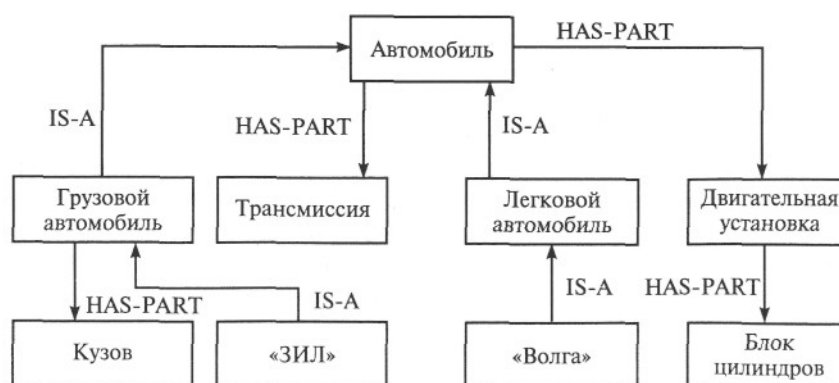 Автомобиль
HAS-PART
IS-A
HAS-PART
IS-A
Грузовой
автомобиль
Трансмиссия
Легковой
автомобиль
Двигательная
установка
HAS-PART
IS-A
IS-A
HAS-PART
Кузов
«ЗИЛ»
«Волга»
Блок
цилиндров